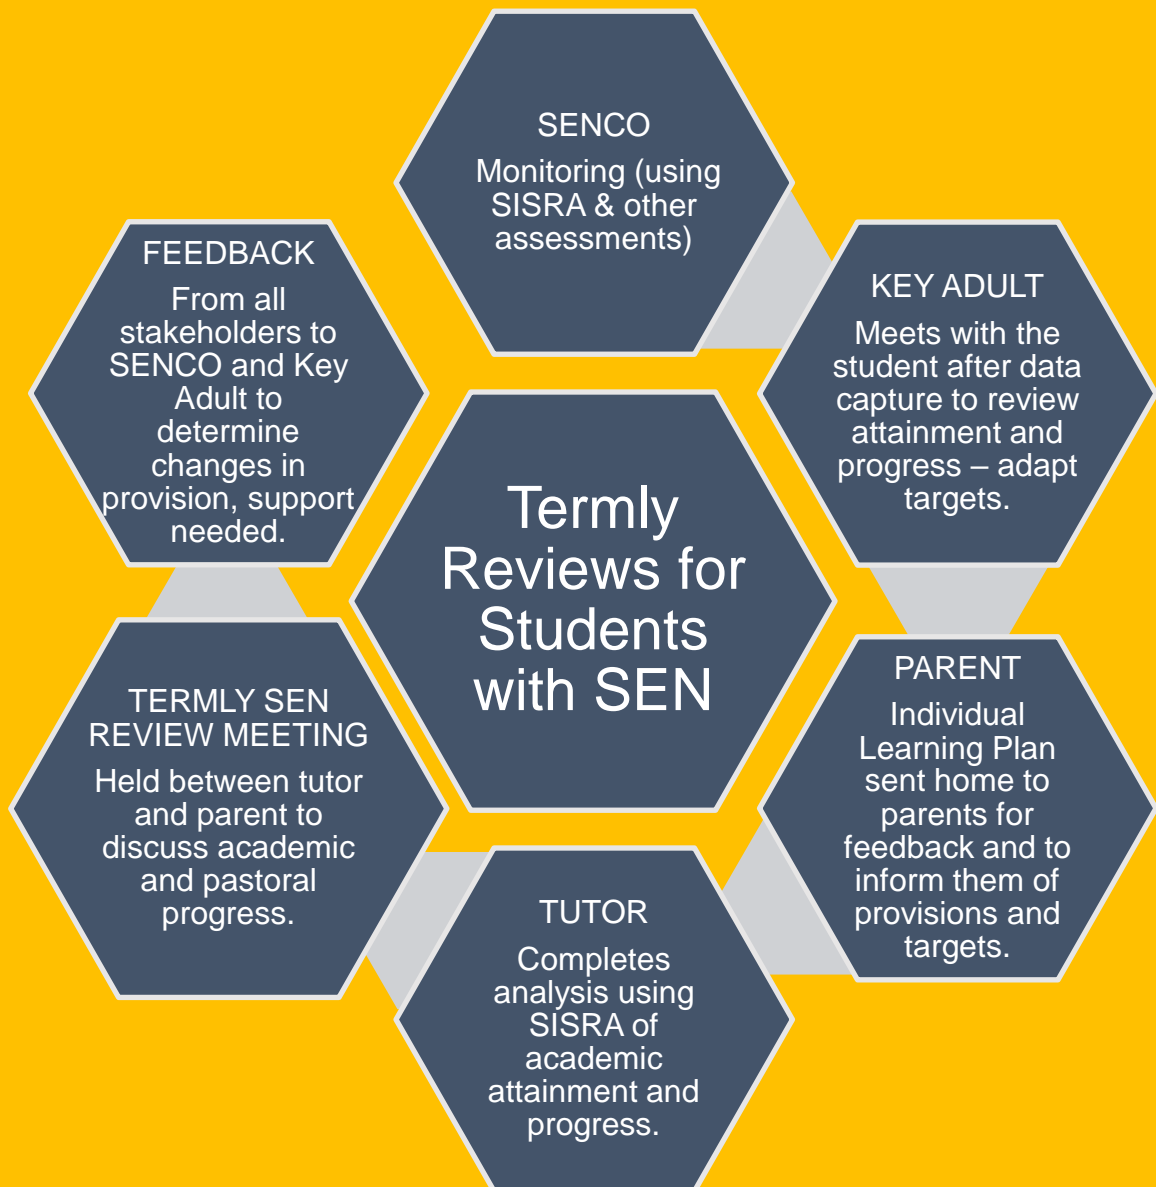 SENCO
Monitoring (using
SISRA & other
assessments)
KEY ADULT
Meets with the
student after data
capture to review
attainment and
progress – adapt
targets.
PARENT
Individual
Learning Plan
sent home to
parents for
feedback and to
inform them of
provisions and
targets.
TUTOR
Completes
analysis using
SISRA of
academic
attainment and
progress.
TERMLY SEN
REVIEW MEETING
Held between tutor
and parent to
discuss academic
and pastoral
progress.
FEEDBACK
From all
stakeholders to
SENCO and Key
Adult to
determine
changes in
provision, support
needed.
Termly
Reviews for
Students
with SEN